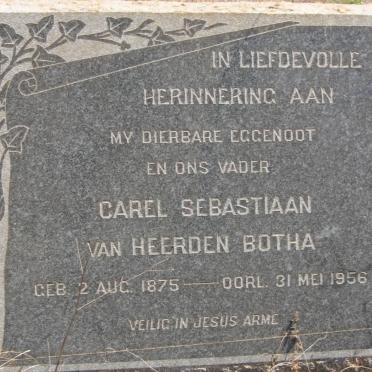 IN LIEFDEVOLLE
HERINNERING AAN
MY DIERBARE EGGENOOT
EN ONS VADER
CAREL SEBASTIAAN
VAN HEERDEN BOTHA
GEB. 2 AUG. 1875 — OORL. 31 MEI 1956
VEILIG IN JESUS ARME